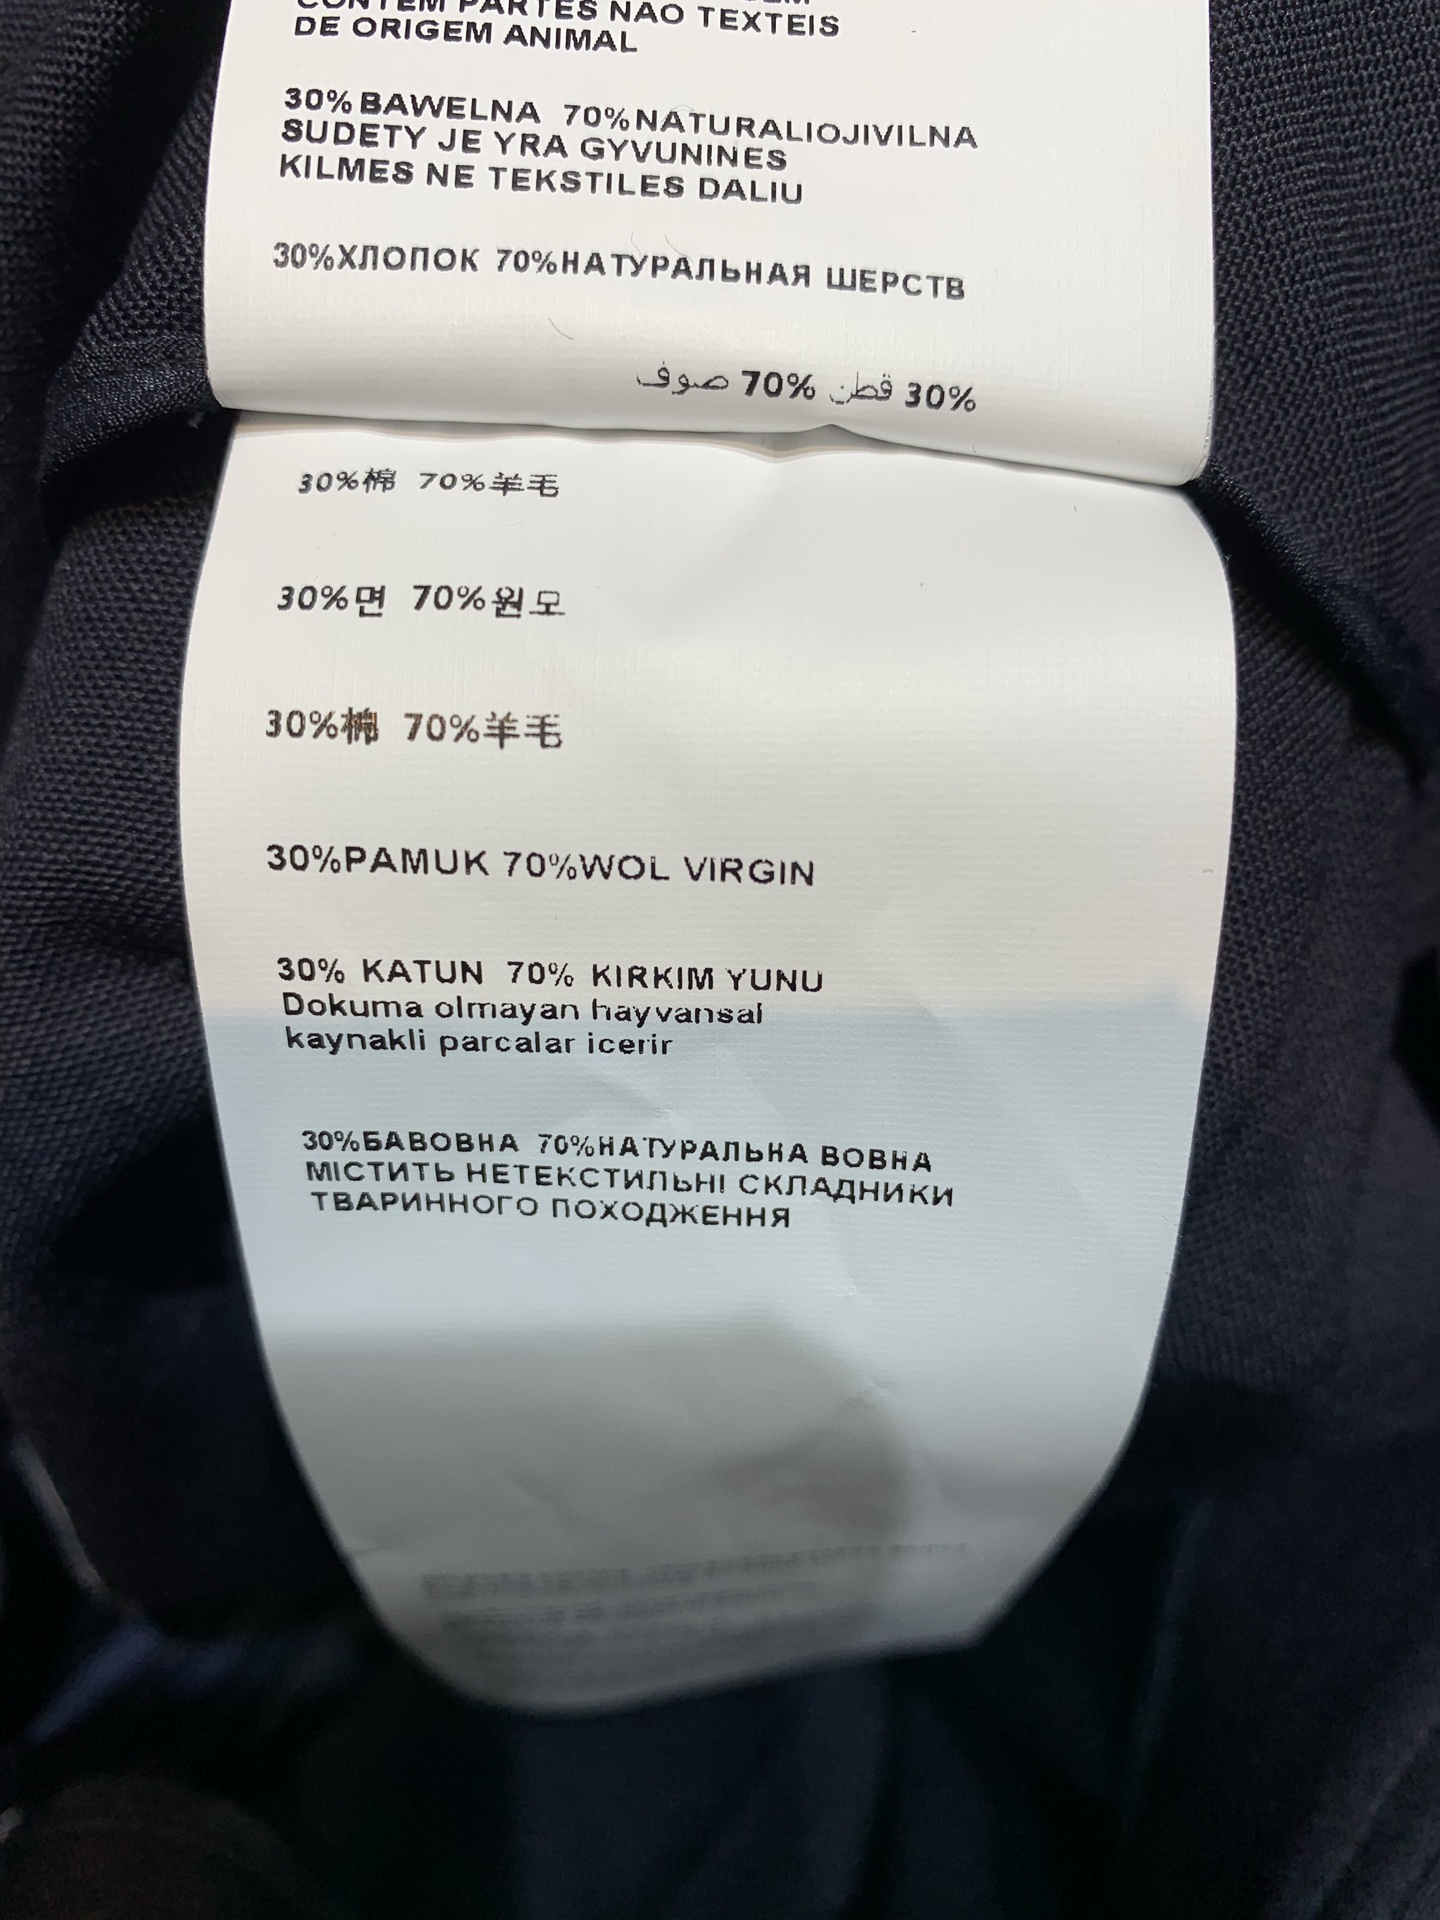 CONTEM PARTES NAO TEXTEIS
DE ORIGEM ANIMAL
30% BAWELNA 70%NATURALIOJIVILNA
SUDETY JE YRA GYVUNINES
KILMES NE TEKSTILES DALIU
30%ХЛОПОК 70%НАТУРАЛЬНАЯ ШЕРСТВ
30% قطن 70% صوف
30%棉 70%羊毛
30%면 70%원모
30%棉 70%羊毛
30%PAMUK 70%WOL VIRGIN
30% KATUN 70% KIRKIM YUNU
Dokuma olmayan hayvansal
kaynakli parcalar icerir
30%БАВОВНА 70%НАТУРАЛЬНА ВОВНА
МІСТИТЬ НЕТЕКСТИЛЬНІ СКЛАДНИКИ
ТВАРИННОГО ПОХОДЖЕННЯ